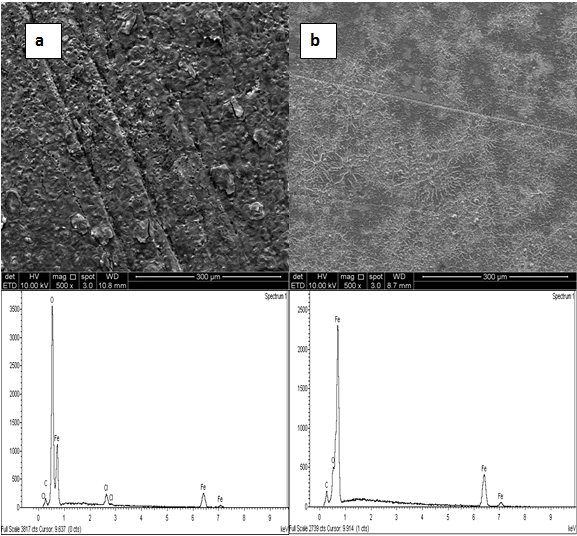 a
b
det HV mag □ spot WD 300 µm
ETD 10.00 kV 500 x 3.0 10.8 mm
det HV mag □ spot WD 300 µm
ETD 10.00 kV 500 x 3.0 8.7 mm
Spectrum 1
3500
3000
2500
2000
1500
1000
500
0
O
Fe
C
Cl
Cl
Cl
Fe
Fe
0 1 2 3 4 5 6 7 8 9
Full Scale 3817 cts Cursor: 9.837 (0 cts) keV
Spectrum 1
2500
2000
1500
1000
500
0
Fe
O
C
Fe
Fe
0 1 2 3 4 5 6 7 8 9
Full Scale 2739 cts Cursor: 9.914 (1 cts) keV